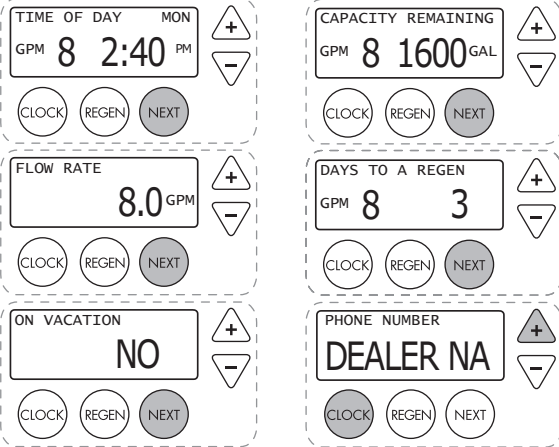 TIME OF DAY MON
GPM 8 2:40 PM
+
-
CLOCK REGEN NEXT
CAPACITY REMAINING
GPM 8 1600 GAL
+
-
CLOCK REGEN NEXT
FLOW RATE
8.0 GPM
+
-
CLOCK REGEN NEXT
DAYS TO A REGEN
GPM 8 3
+
-
CLOCK REGEN NEXT
ON VACATION
NO
+
-
CLOCK REGEN NEXT
PHONE NUMBER
DEALER NA
+
-
CLOCK REGEN NEXT